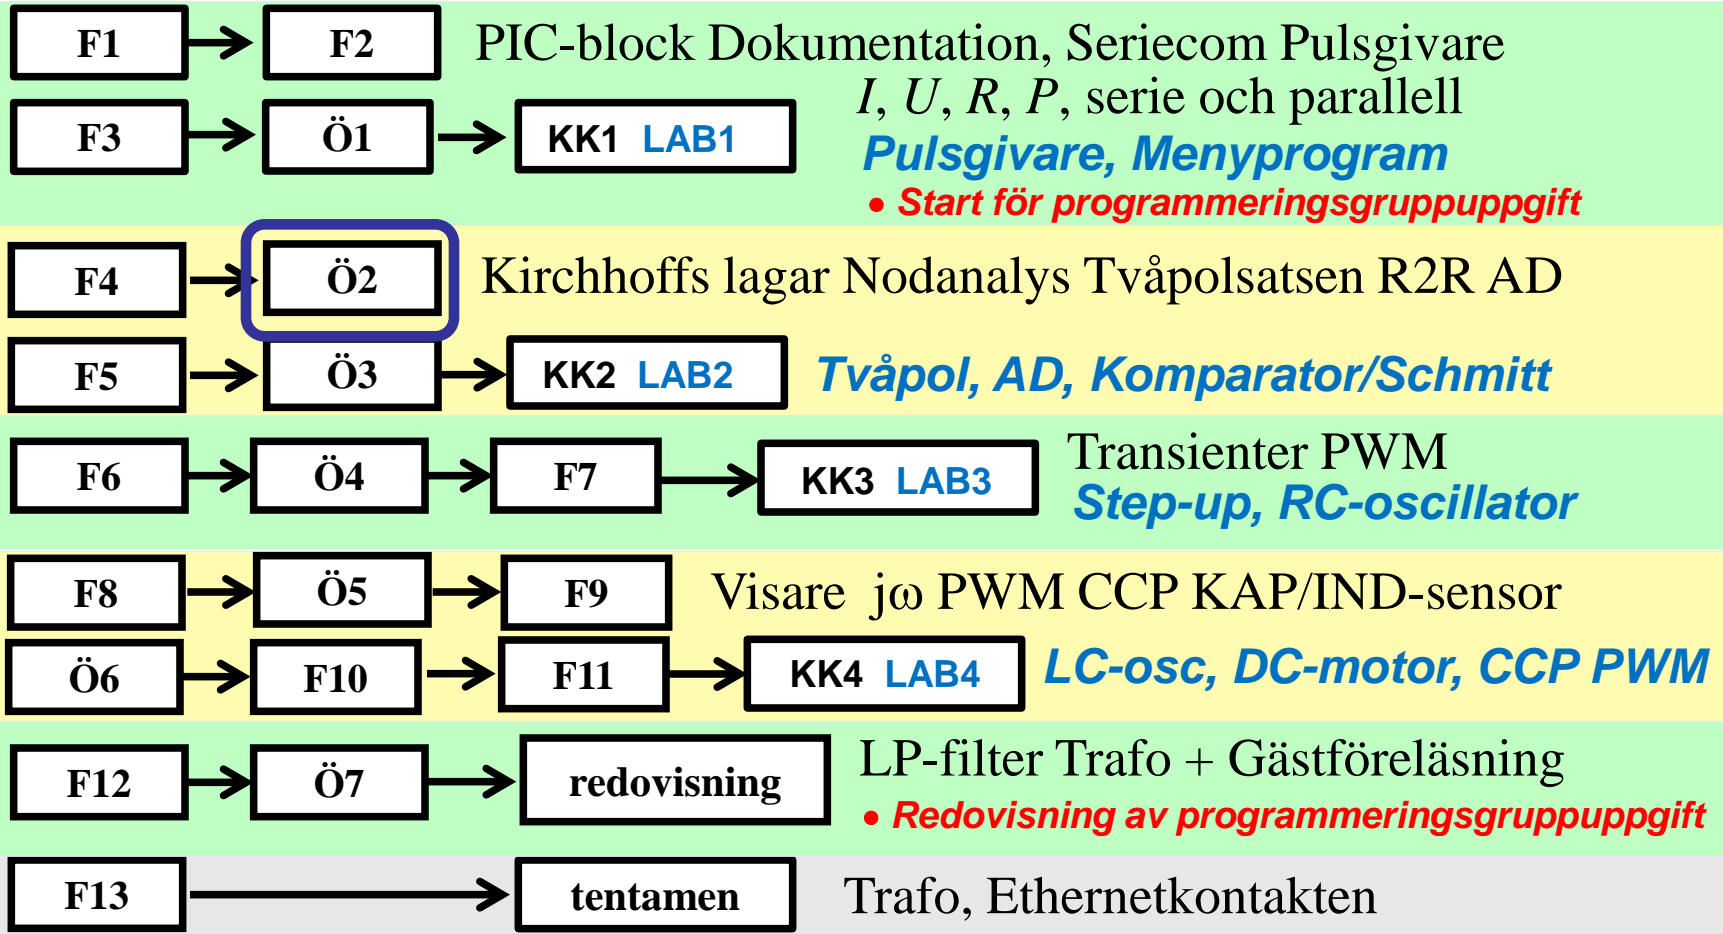 F1 F2 PIC-block Dokumentation, Seriecom Pulsgivare
I, U, R, P, serie och parallell
F3 Ö1 KK1 LAB1
Pulsgivare, Menyprogram
• Start för programmeringsgruppuppgift
F4 Ö2 Kirchhoffs lagar Nodanalys Tvåpolsatsen R2R AD
F5 Ö3 KK2 LAB2 Tvåpol, AD, Komparator/Schmitt
F6 Ö4 F7 KK3 LAB3 Transienter PWM
Step-up, RC-oscillator
F8 Ö5 F9 Visare jω PWM CCP KAP/IND-sensor
Ö6 F10 F11 KK4 LAB4 LC-osc, DC-motor, CCP PWM
F12 Ö7 redovisning LP-filter Trafo + Gästföreläsning
• Redovisning av programmeringsgruppuppgift
F13 tentamen Trafo, Ethernetkontakten